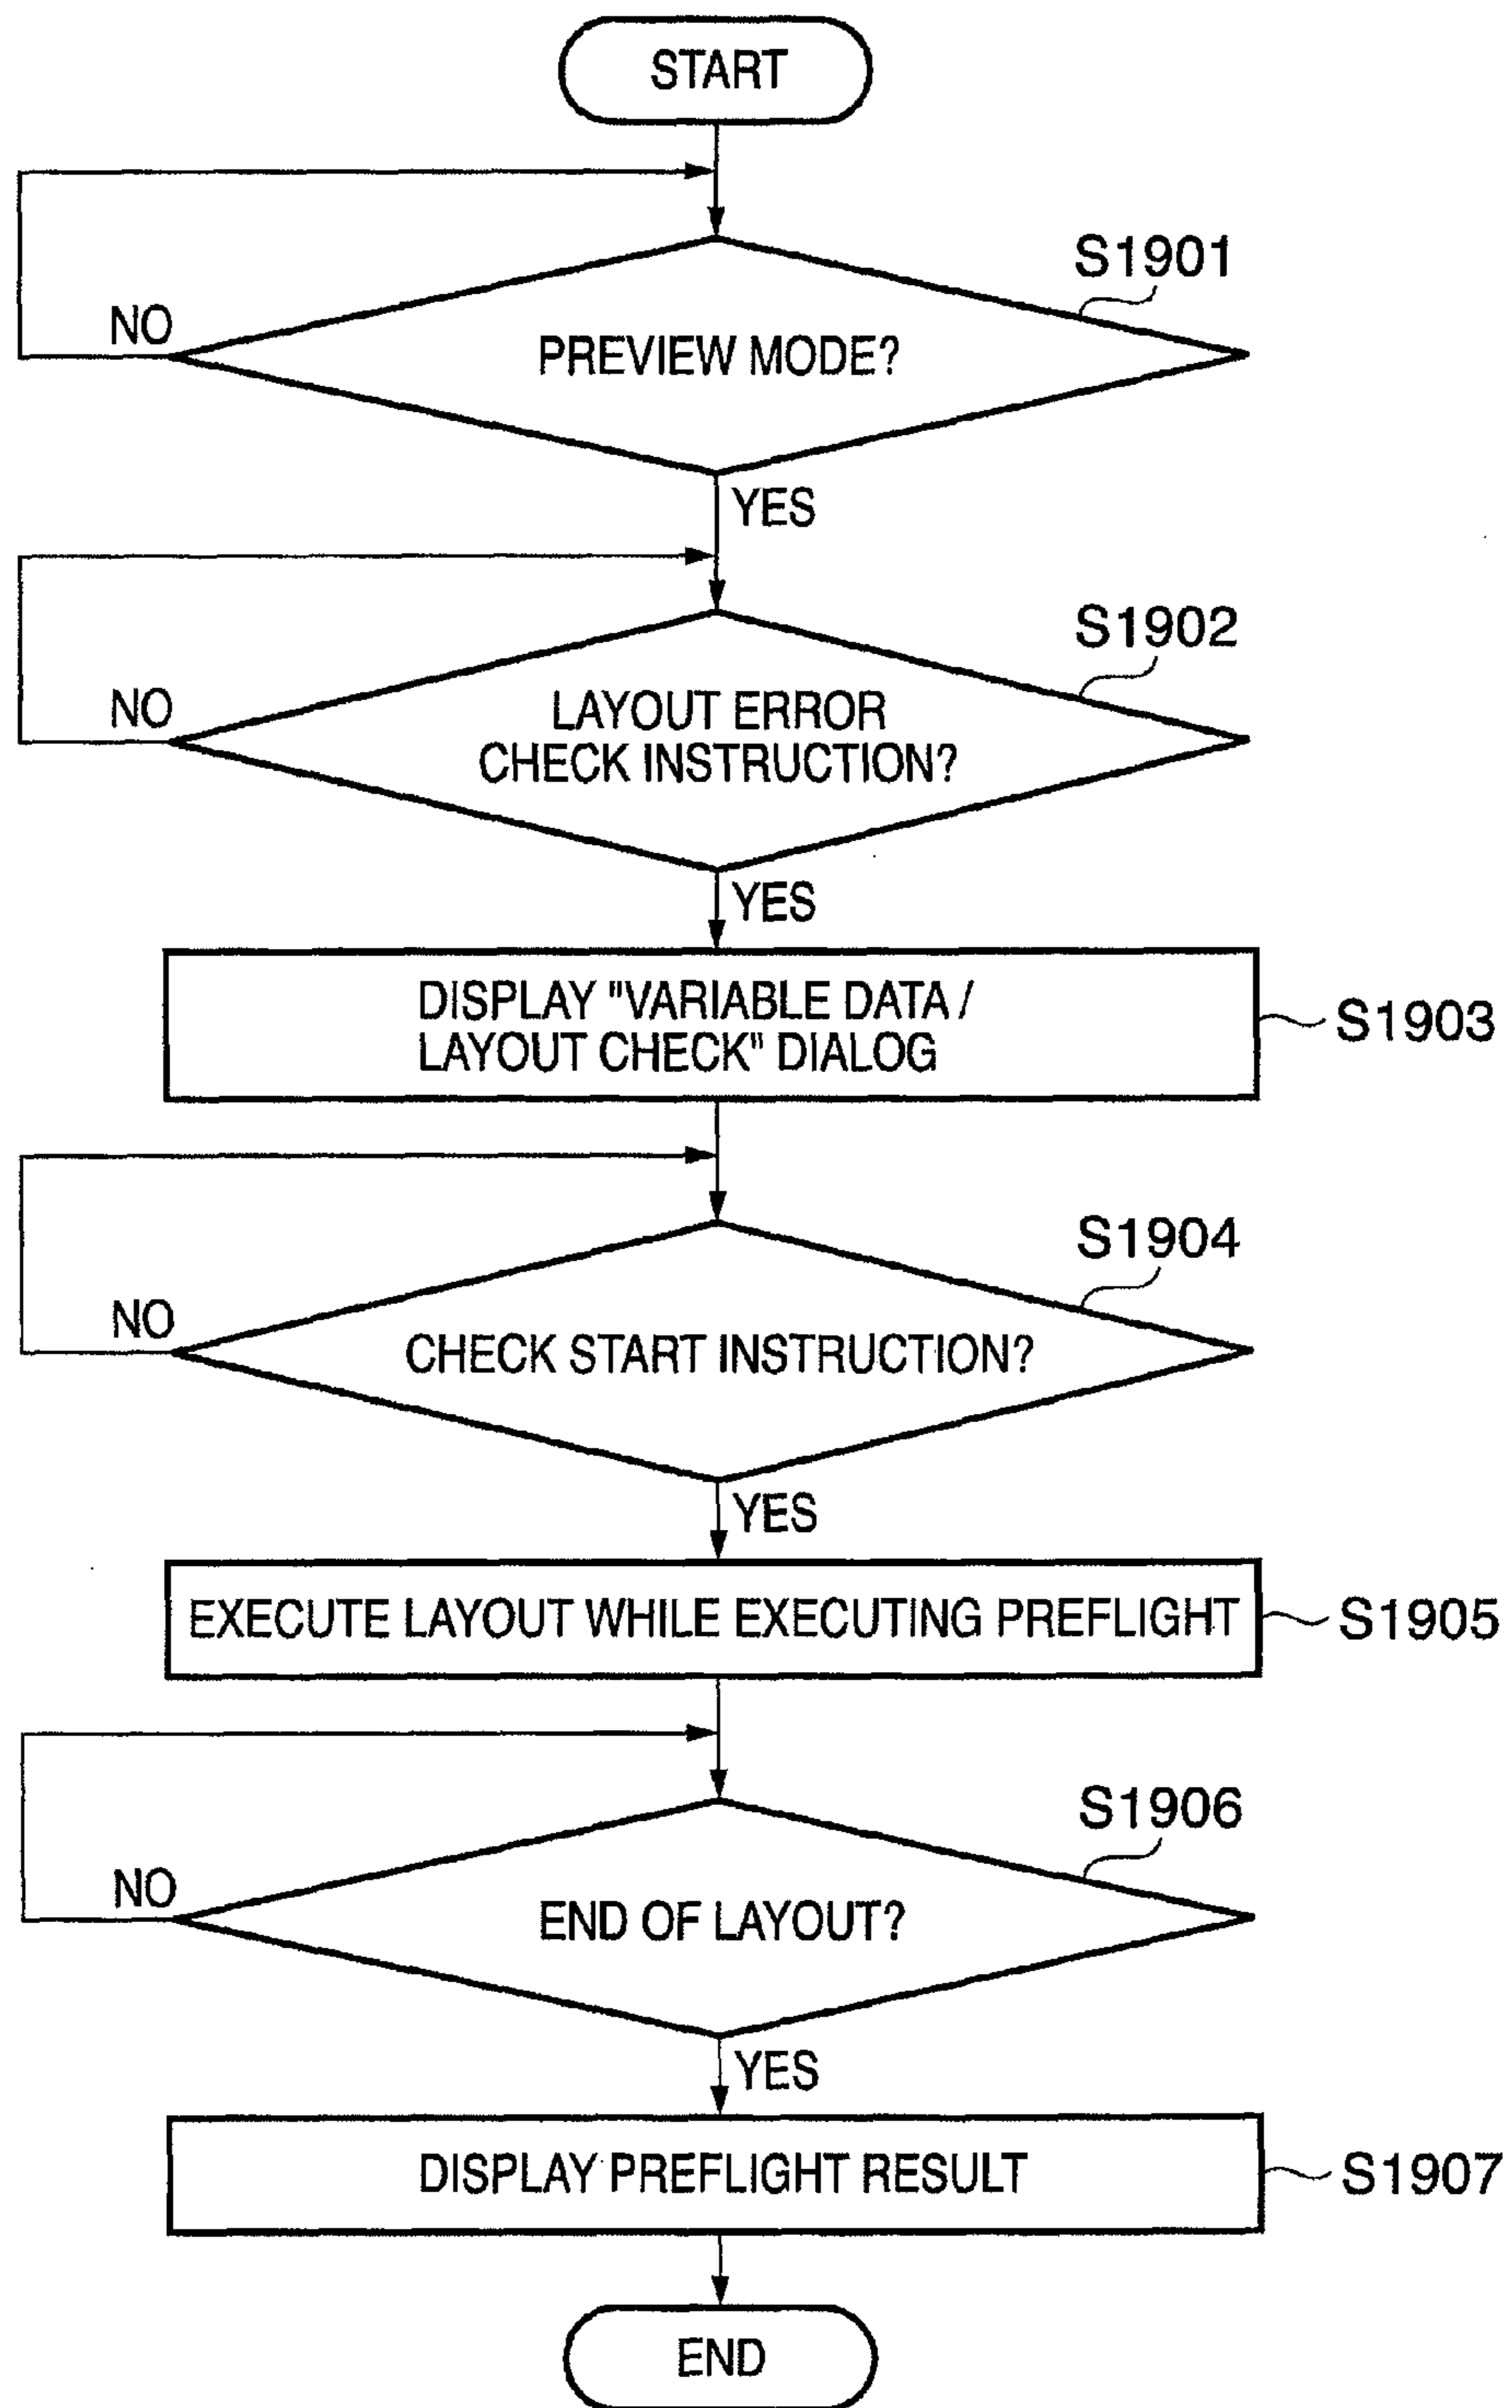 START
S1901
NO
PREVIEW MODE?
YES
S1902
NO
LAYOUT ERROR
CHECK INSTRUCTION?
YES
DISPLAY "VARIABLE DATA /
LAYOUT CHECK" DIALOG
S1903
S1904
NO
CHECK START INSTRUCTION?
YES
EXECUTE LAYOUT WHILE EXECUTING PREFLIGHT
S1905
S1906
NO
END OF LAYOUT?
YES
DISPLAY PREFLIGHT RESULT
S1907
END